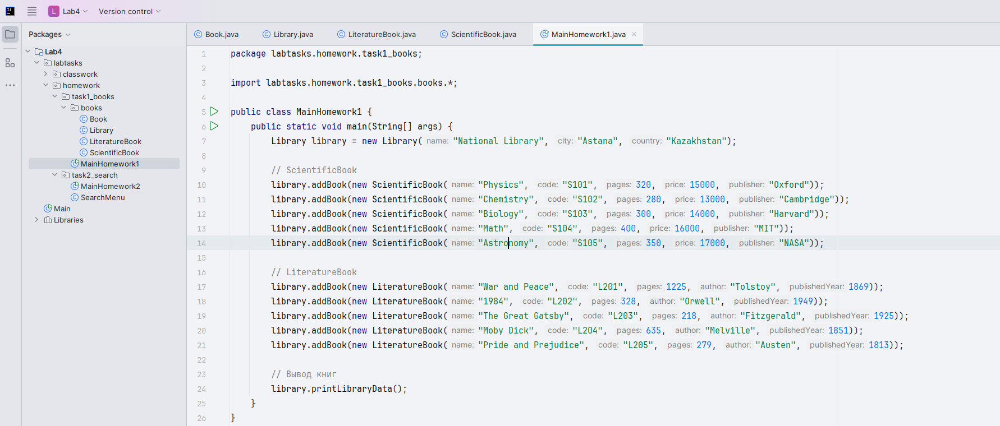 L Lab4 Version control
Packages
Lab4
labtasks
classwork
homework
task1_books
books
Book
Library
LiteratureBook
ScientificBook
MainHomework1
task2_search
MainHomework2
SearchMenu
Main
Libraries
Book.java Library.java LiteratureBook.java ScientificBook.java MainHomework1.java
1 package labtasks.homework.task1_books;
2
3 import labtasks.homework.task1_books.books.*;
4
5 public class MainHomework1 {
6 public static void main(String[] args) {
7 Library library = new Library( name: "National Library", city: "Astana", country: "Kazakhstan");
8
9 // ScientificBook
10 library.addBook(new ScientificBook( name: "Physics", code: "S101", pages: 320, price: 15000, publisher: "Oxford"));
11 library.addBook(new ScientificBook( name: "Chemistry", code: "S102", pages: 280, price: 13000, publisher: "Cambridge"));
12 library.addBook(new ScientificBook( name: "Biology", code: "S103", pages: 300, price: 14000, publisher: "Harvard"));
13 library.addBook(new ScientificBook( name: "Math", code: "S104", pages: 400, price: 16000, publisher: "MIT"));
14 library.addBook(new ScientificBook( name: "Astronomy", code: "S105", pages: 350, price: 17000, publisher: "NASA"));
15
16 // LiteratureBook
17 library.addBook(new LiteratureBook( name: "War and Peace", code: "L201", pages: 1225, author: "Tolstoy", publishedYear: 1869));
18 library.addBook(new LiteratureBook( name: "1984", code: "L202", pages: 328, author: "Orwell", publishedYear: 1949));
19 library.addBook(new LiteratureBook( name: "The Great Gatsby", code: "L203", pages: 218, author: "Fitzgerald", publishedYear: 1925));
20 library.addBook(new LiteratureBook( name: "Moby Dick", code: "L204", pages: 635, author: "Melville", publishedYear: 1851));
21 library.addBook(new LiteratureBook( name: "Pride and Prejudice", code: "L205", pages: 279, author: "Austen", publishedYear: 1813));
22
23 // Вывод книг
24 library.printLibraryData();
25 }
26 }